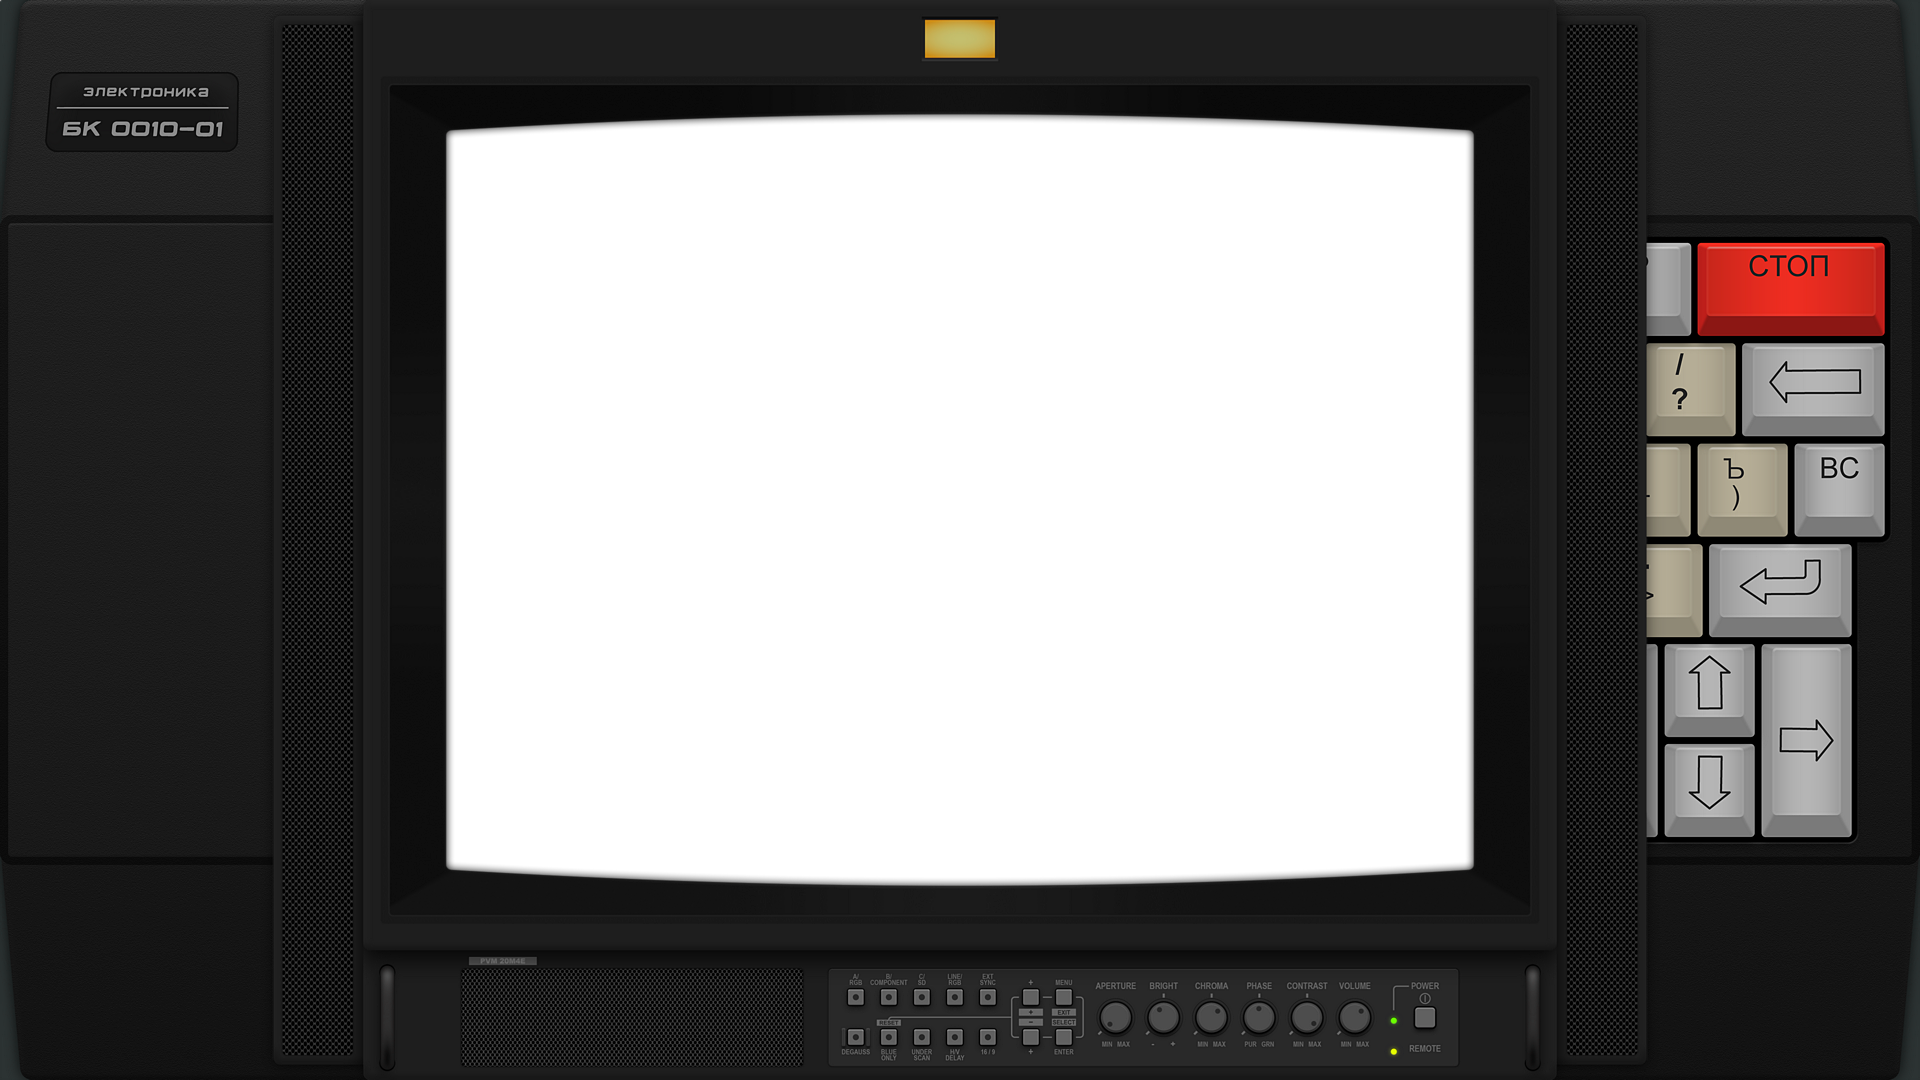 электроника
БК 0010-01
СТОП
/
?
Ъ
)
ВС
>
PVM 20M4E
A/ RGB
B/ COMPONENT
C/ SD
LINE/ RGB
EXT SYNC
+
MENU
APERTURE
BRIGHT
CHROMA
PHASE
CONTRAST
VOLUME
POWER
RESET
+
−
EXIT
SELECT
DEGAUSS
BLUE ONLY
UNDER SCAN
H/V DELAY
16 / 9
+
ENTER
MIN MAX
- +
MIN MAX
PUR GRN
MIN MAX
MIN MAX
REMOTE